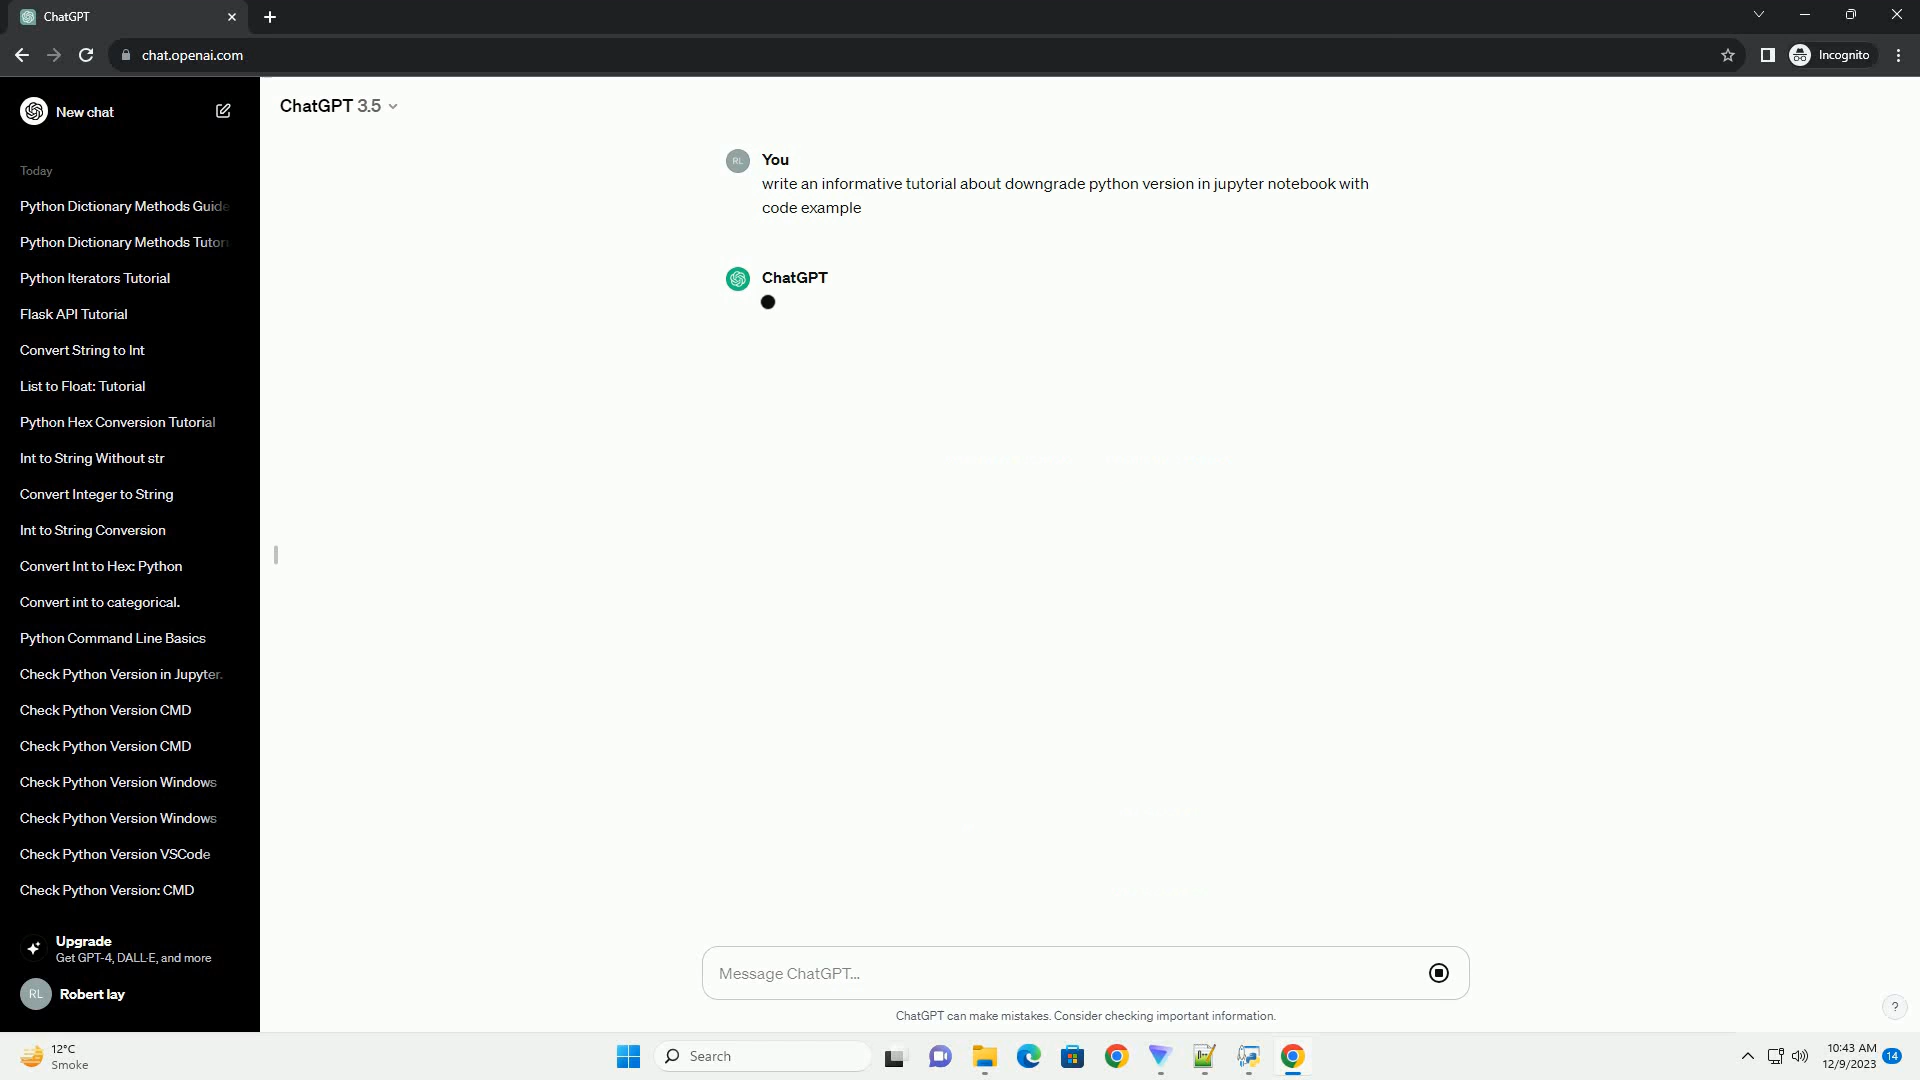 ChatGPT
chat.openai.com
Incognito
New chat
Today
Python Dictionary Methods Guide
Python Dictionary Methods Tutori
Python Iterators Tutorial
Flask API Tutorial
Convert String to Int
List to Float: Tutorial
Python Hex Conversion Tutorial
Int to String Without str
Convert Integer to String
Int to String Conversion
Convert Int to Hex: Python
Convert int to categorical.
Python Command Line Basics
Check Python Version in Jupyter.
Check Python Version CMD
Check Python Version CMD
Check Python Version Windows
Check Python Version Windows
Check Python Version VSCode
Check Python Version: CMD
Upgrade
Get GPT-4, DALL·E, and more
RL Robert lay
ChatGPT 3.5
RL You
write an informative tutorial about downgrade python version in jupyter notebook with
code example
ChatGPT
Message ChatGPT...
ChatGPT can make mistakes. Consider checking important information.
?
12°C
Smoke
Search
10:43 AM
12/9/2023
14